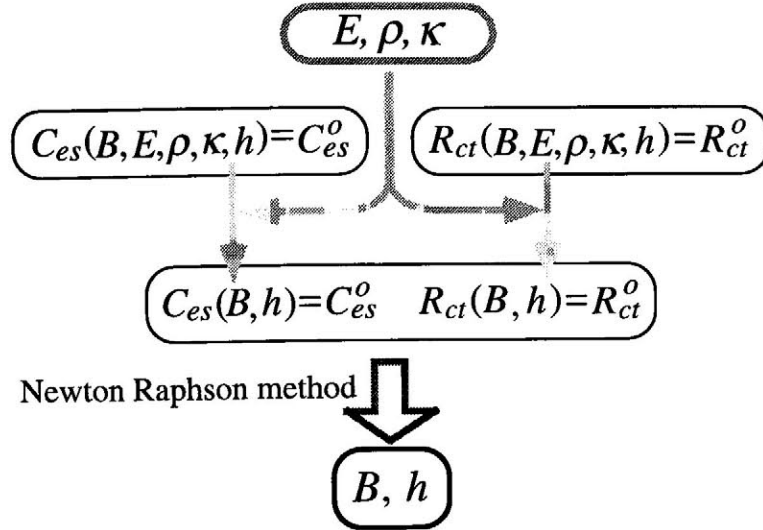 E, ρ, κ
C_es(B,E,ρ,κ,h)=C_es^o R_ct(B,E,ρ,κ,h)=R_ct^o
C_es(B,h)=C_es^o R_ct(B,h)=R_ct^o
Newton Raphson method
B, h